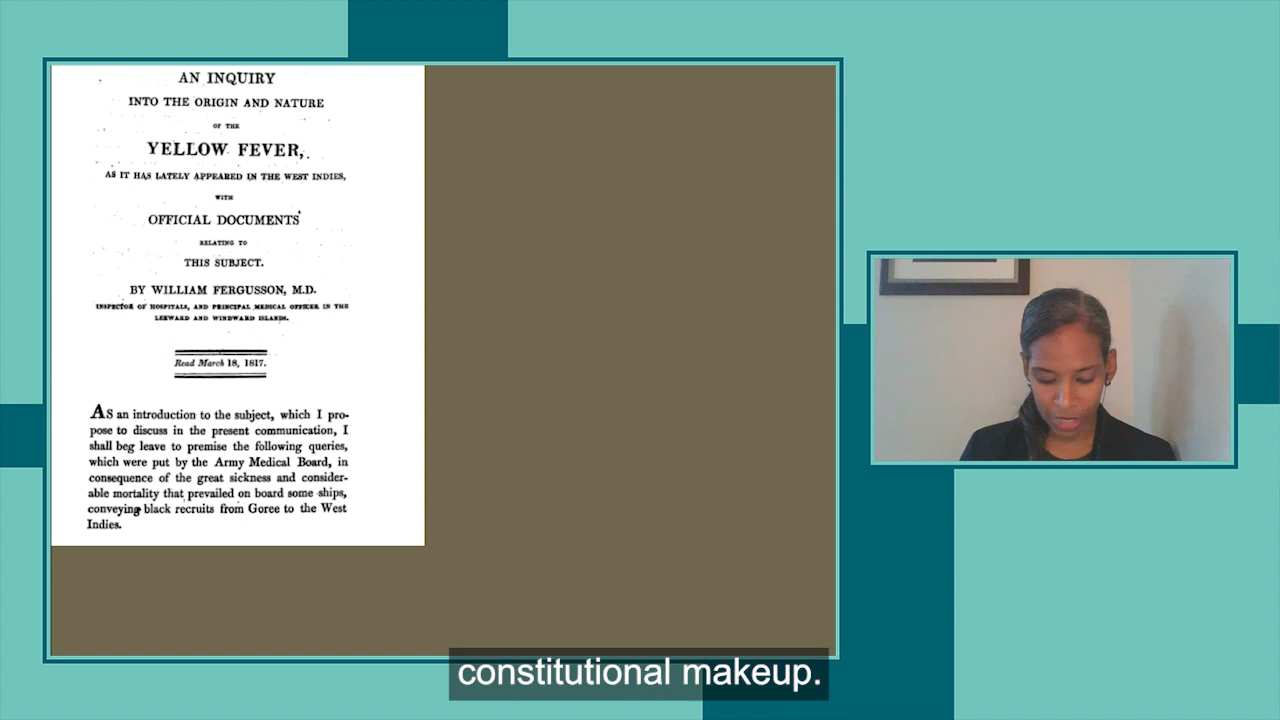 AN INQUIRY
INTO THE ORIGIN AND NATURE
OF THE
YELLOW FEVER,
AS IT HAS LATELY APPEARED IN THE WEST INDIES,
WITH
OFFICIAL DOCUMENTS
RELATING TO
THIS SUBJECT.
BY WILLIAM FERGUSSON, M.D.
INSPECTOR OF HOSPITALS, AND PRINCIPAL MEDICAL OFFICER IN THE
LEEWARD AND WINDWARD ISLANDS.
Read March 18, 1817.
As an introduction to the subject, which I pro-
pose to discuss in the present communication, I
shall beg leave to premise the following queries,
which were put by the Army Medical Board, in
consequence of the great sickness and consider-
able mortality that prevailed on board some ships,
conveying black recruits from Goree to the West
Indies.
constitutional makeup.